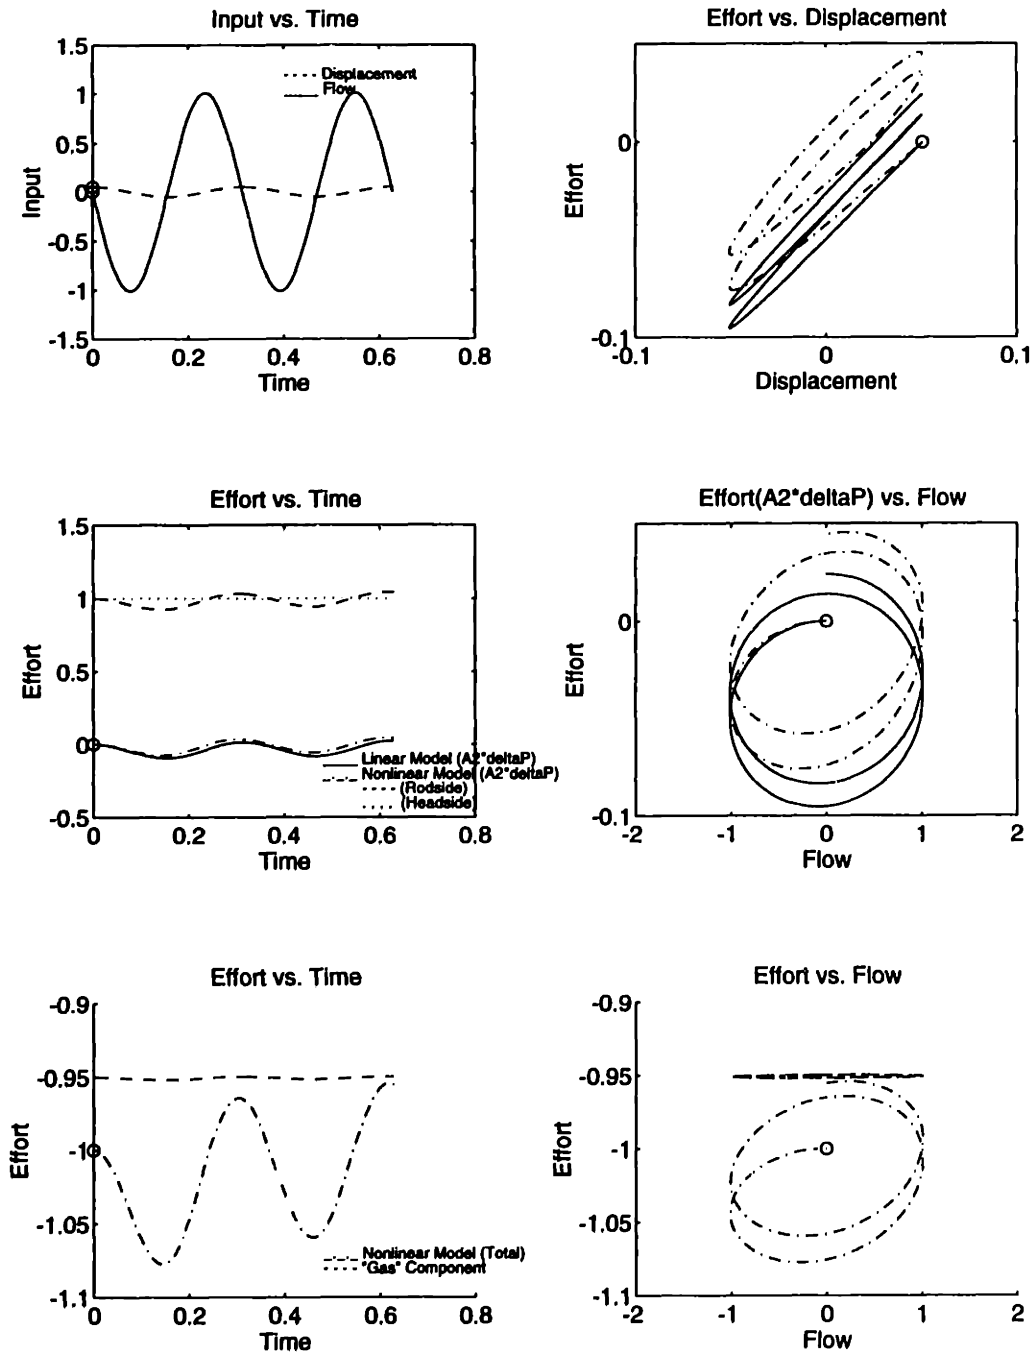 Input vs. Time
1.5
1
0.5
0
-0.5
-1
-1.5
Input
Displacement
Flow
0 0.2 0.4 0.6 0.8
Time
Effort vs. Displacement
0
-0.1
Effort
-0.1 0 0.1
Displacement
Effort vs. Time
1.5
1
0.5
0
-0.5
Effort
Linear Model (A2*deltaP)
Nonlinear Model (A2*deltaP)
(Rodside)
(Headside)
0 0.2 0.4 0.6 0.8
Time
Effort(A2*deltaP) vs. Flow
0
-0.1
Effort
-2 -1 0 1 2
Flow
Effort vs. Time
-0.9
-0.95
-1
-1.05
-1.1
Effort
Nonlinear Model (Total)
"Gas" Component
0 0.2 0.4 0.6 0.8
Time
Effort vs. Flow
-0.9
-0.95
-1
-1.05
-1.1
Effort
-2 -1 0 1 2
Flow